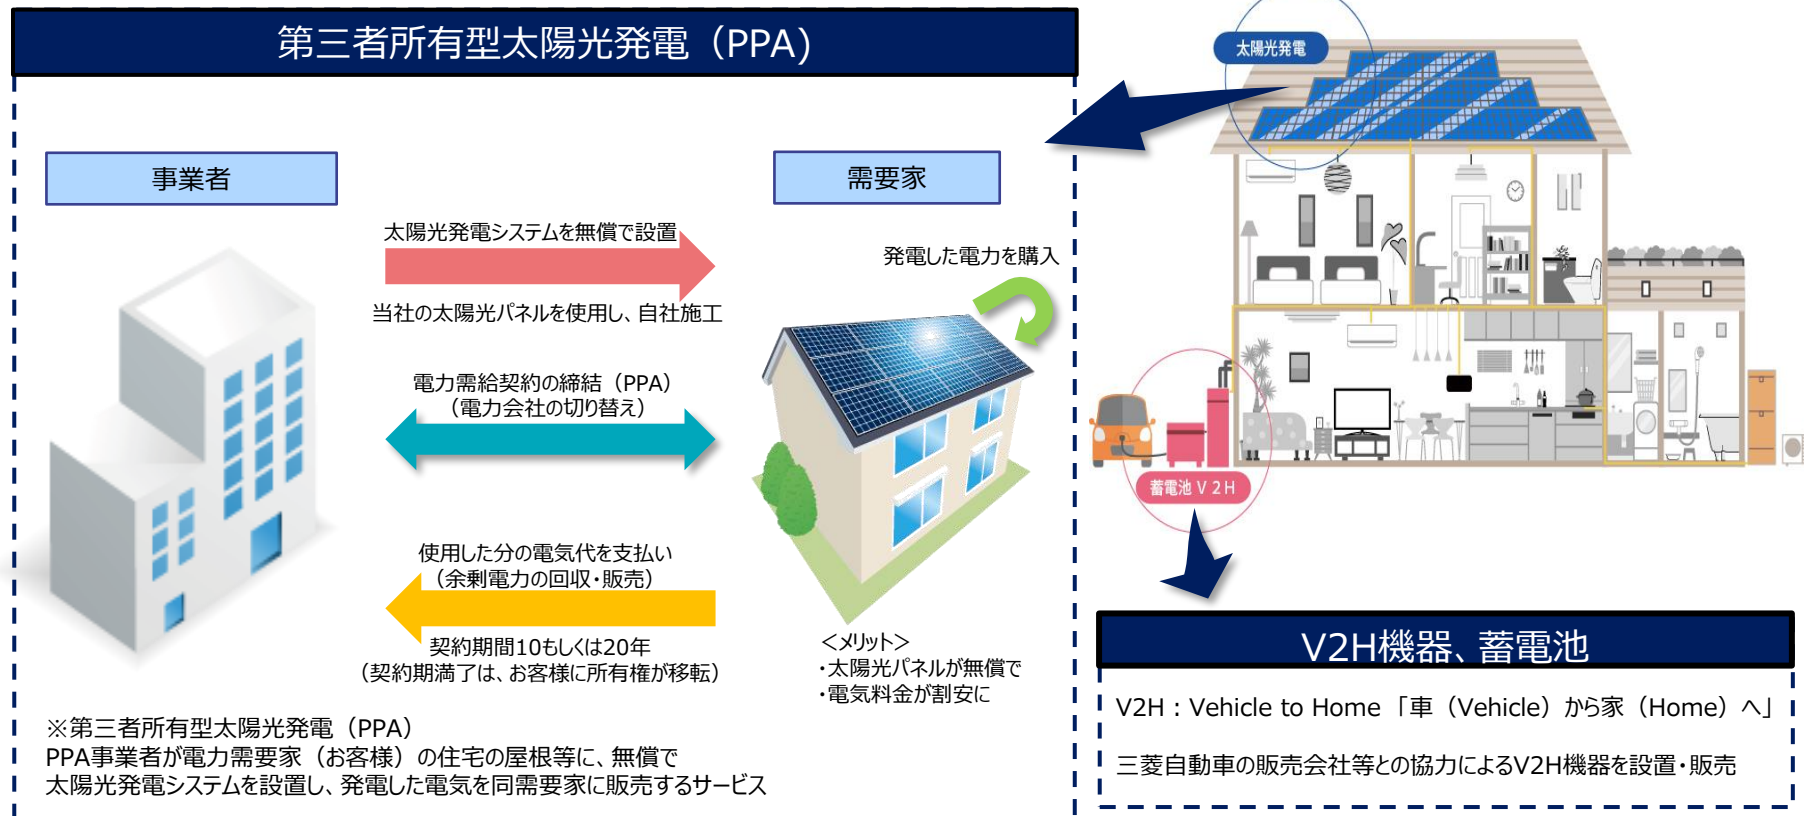 第三者所有型太陽光発電（PPA）
事業者
需要家
太陽光発電システムを無償で設置
当社の太陽光パネルを使用し、自社施工
発電した電力を購入
電力需給契約の締結（PPA）
（電力会社の切り替え）
使用した分の電気代を支払い
（余剰電力の回収・販売）
契約期間10もしくは20年
（契約期満了は、お客様に所有権が移転）
＜メリット＞
・太陽光パネルが無償で
・電気料金が割安に
※第三者所有型太陽光発電（PPA）
PPA事業者が電力需要家（お客様）の住宅の屋根等に、無償で
太陽光発電システムを設置し、発電した電気を同需要家に販売するサービス
太陽光発電
蓄電池 V 2 H
V2H機器、蓄電池
V2H：Vehicle to Home 「車（Vehicle）から家（Home）へ」
三菱自動車の販売会社等との協力によるV2H機器を設置・販売